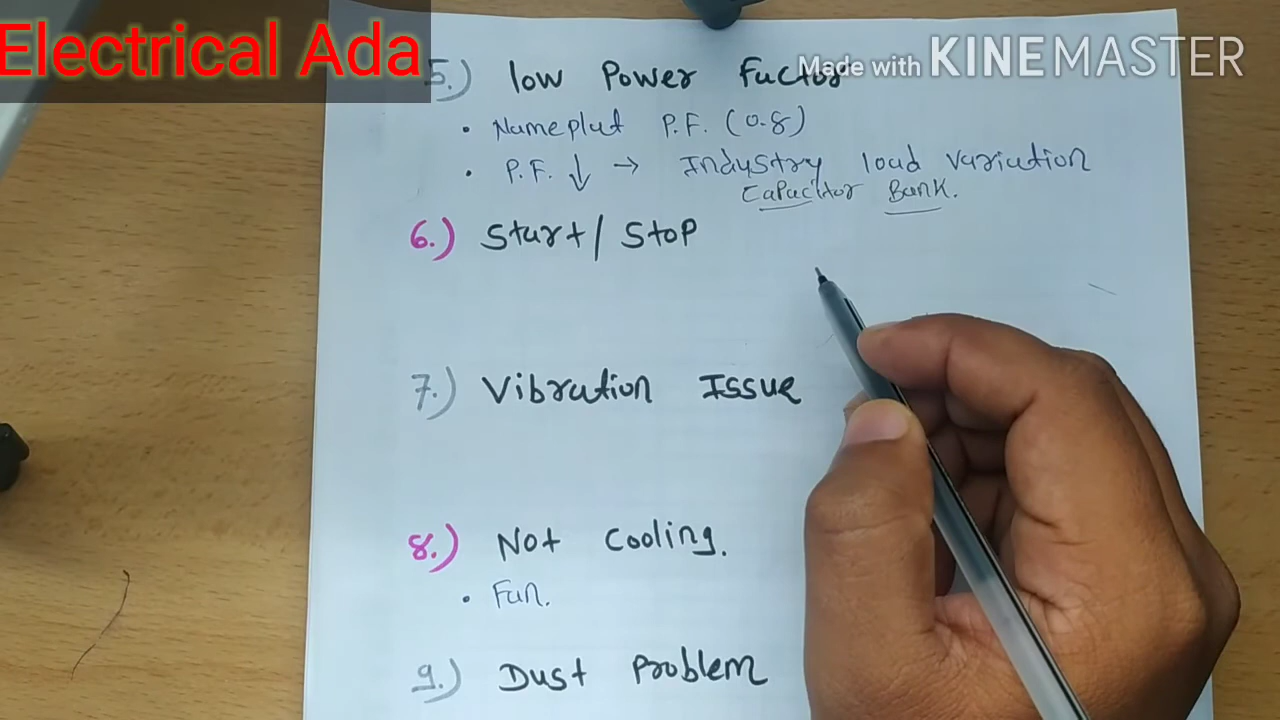 Electrical Ada
Made with KINEMASTER
5.) low Power Factor
• Nameplat P.F. (0.8)
• P.F. ↓ → Industry load variation
Capacitor Bank.
6.) Start/Stop
7.) Vibration Issue
8.) Not Cooling.
• Fan.
9.) Dust Problem